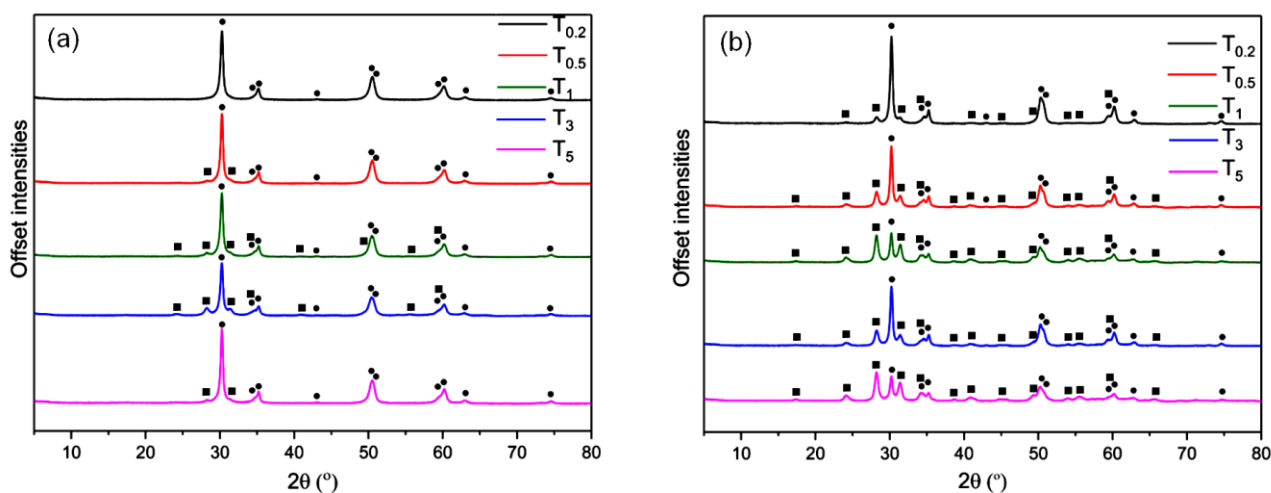 (a)
T0.2
T0.5
T1
T3
T5
Offset intensities
10 20 30 40 50 60 70 80
2θ (º)
(b)
T0.2
T0.5
T1
T3
T5
Offset intensities
10 20 30 40 50 60 70 80
2θ (º)